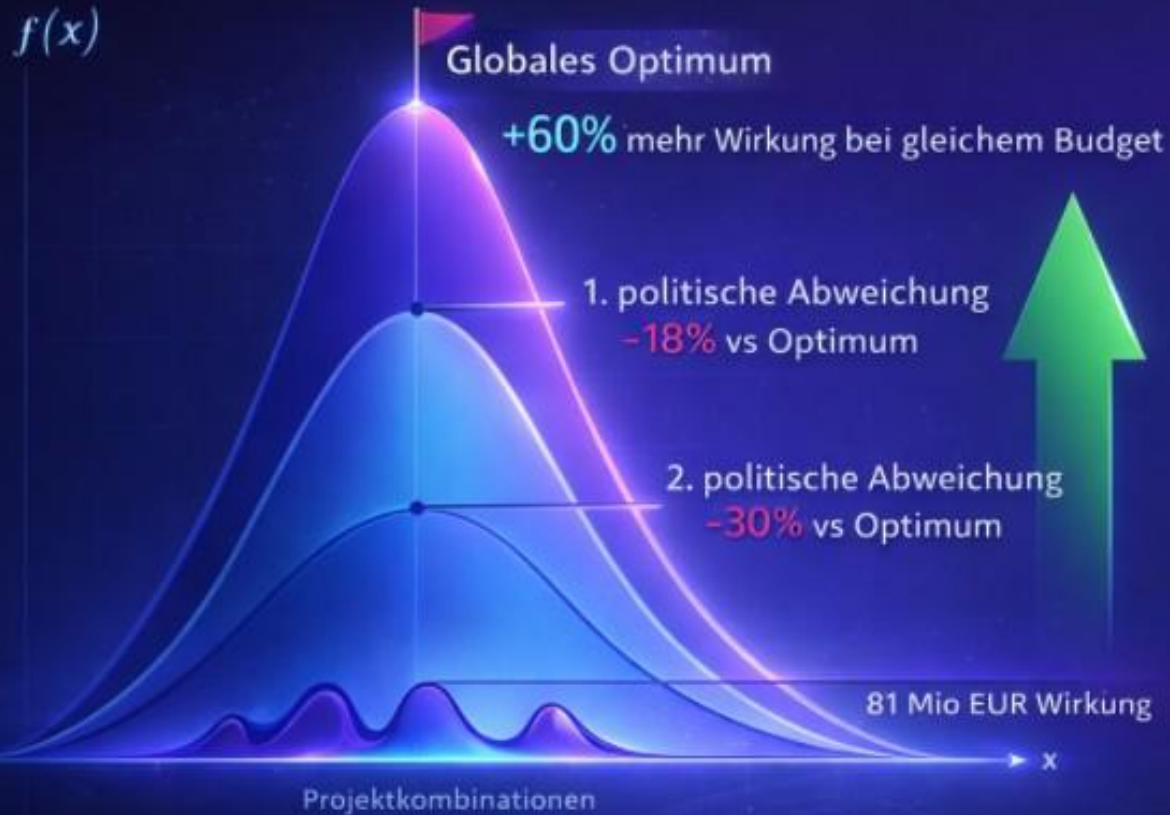 f(x)
Globales Optimum
+60% mehr Wirkung bei gleichem Budget
1. politische Abweichung
-18% vs Optimum
2. politische Abweichung
-30% vs Optimum
81 Mio EUR Wirkung
x
Projektkombinationen